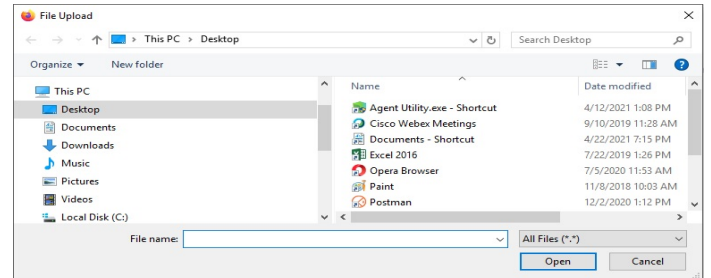 File Upload
This PC > Desktop
Search Desktop
Organize
New folder
This PC
Desktop
Documents
Downloads
Music
Pictures
Videos
Local Disk (C:)
Name
Date modified
Agent Utility.exe - Shortcut
4/12/2021 1:08 PM
Cisco Webex Meetings
9/10/2019 11:28 AM
Documents - Shortcut
4/22/2021 7:15 PM
Excel 2016
7/22/2019 1:26 PM
Opera Browser
7/5/2020 11:53 AM
Paint
11/8/2018 10:03 AM
Postman
12/2/2020 1:12 PM
File name:
All Files (*.*)
Open
Cancel